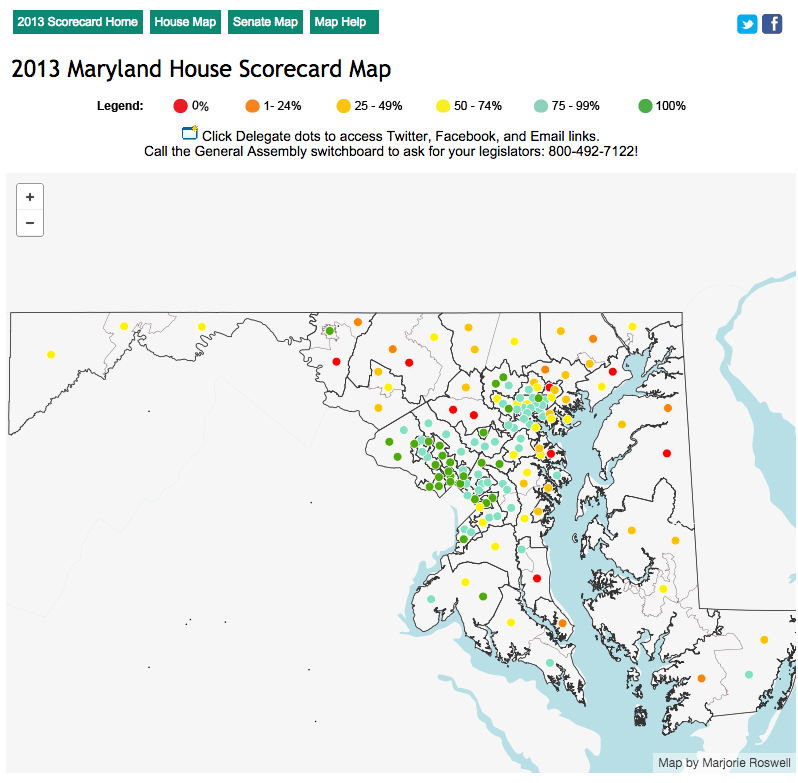 2013 Scorecard Home House Map Senate Map Map Help
f
2013 Maryland House Scorecard Map
Legend: 0% 1- 24% 25 - 49% 50 - 74% 75 - 99% 100%
Click Delegate dots to access Twitter, Facebook, and Email links.
Call the General Assembly switchboard to ask for your legislators: 800-492-7122!
+
−
Map by Marjorie Roswell